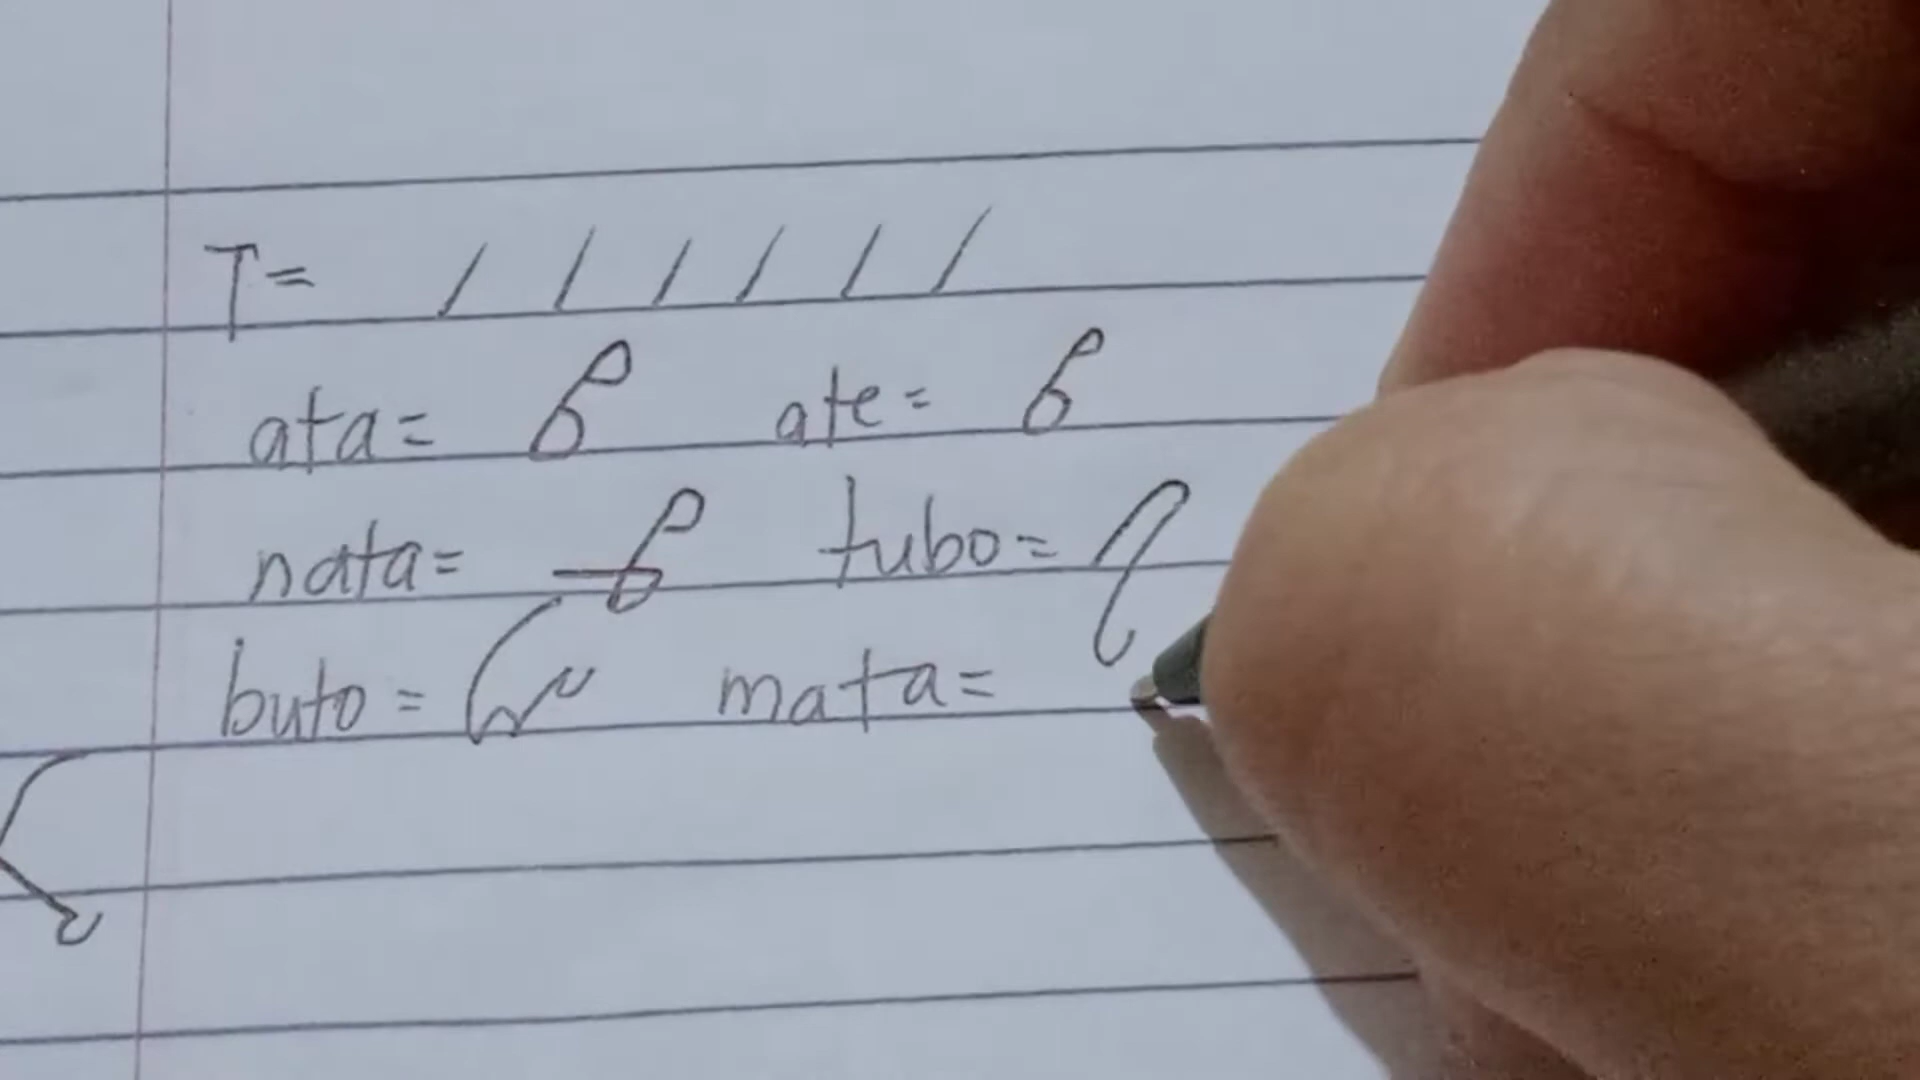 T= / / / / / /
ata= ate=
nata= tubo=
buto= mata=